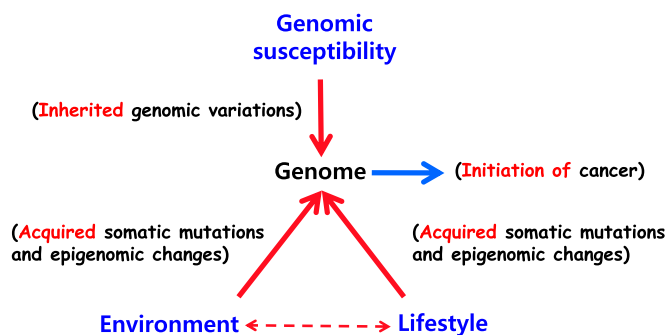 Genomic
susceptibility
(Inherited genomic variations)
Genome
(Initiation of cancer)
(Acquired somatic mutations
and epigenomic changes)
(Acquired somatic mutations
and epigenomic changes)
Environment
Lifestyle